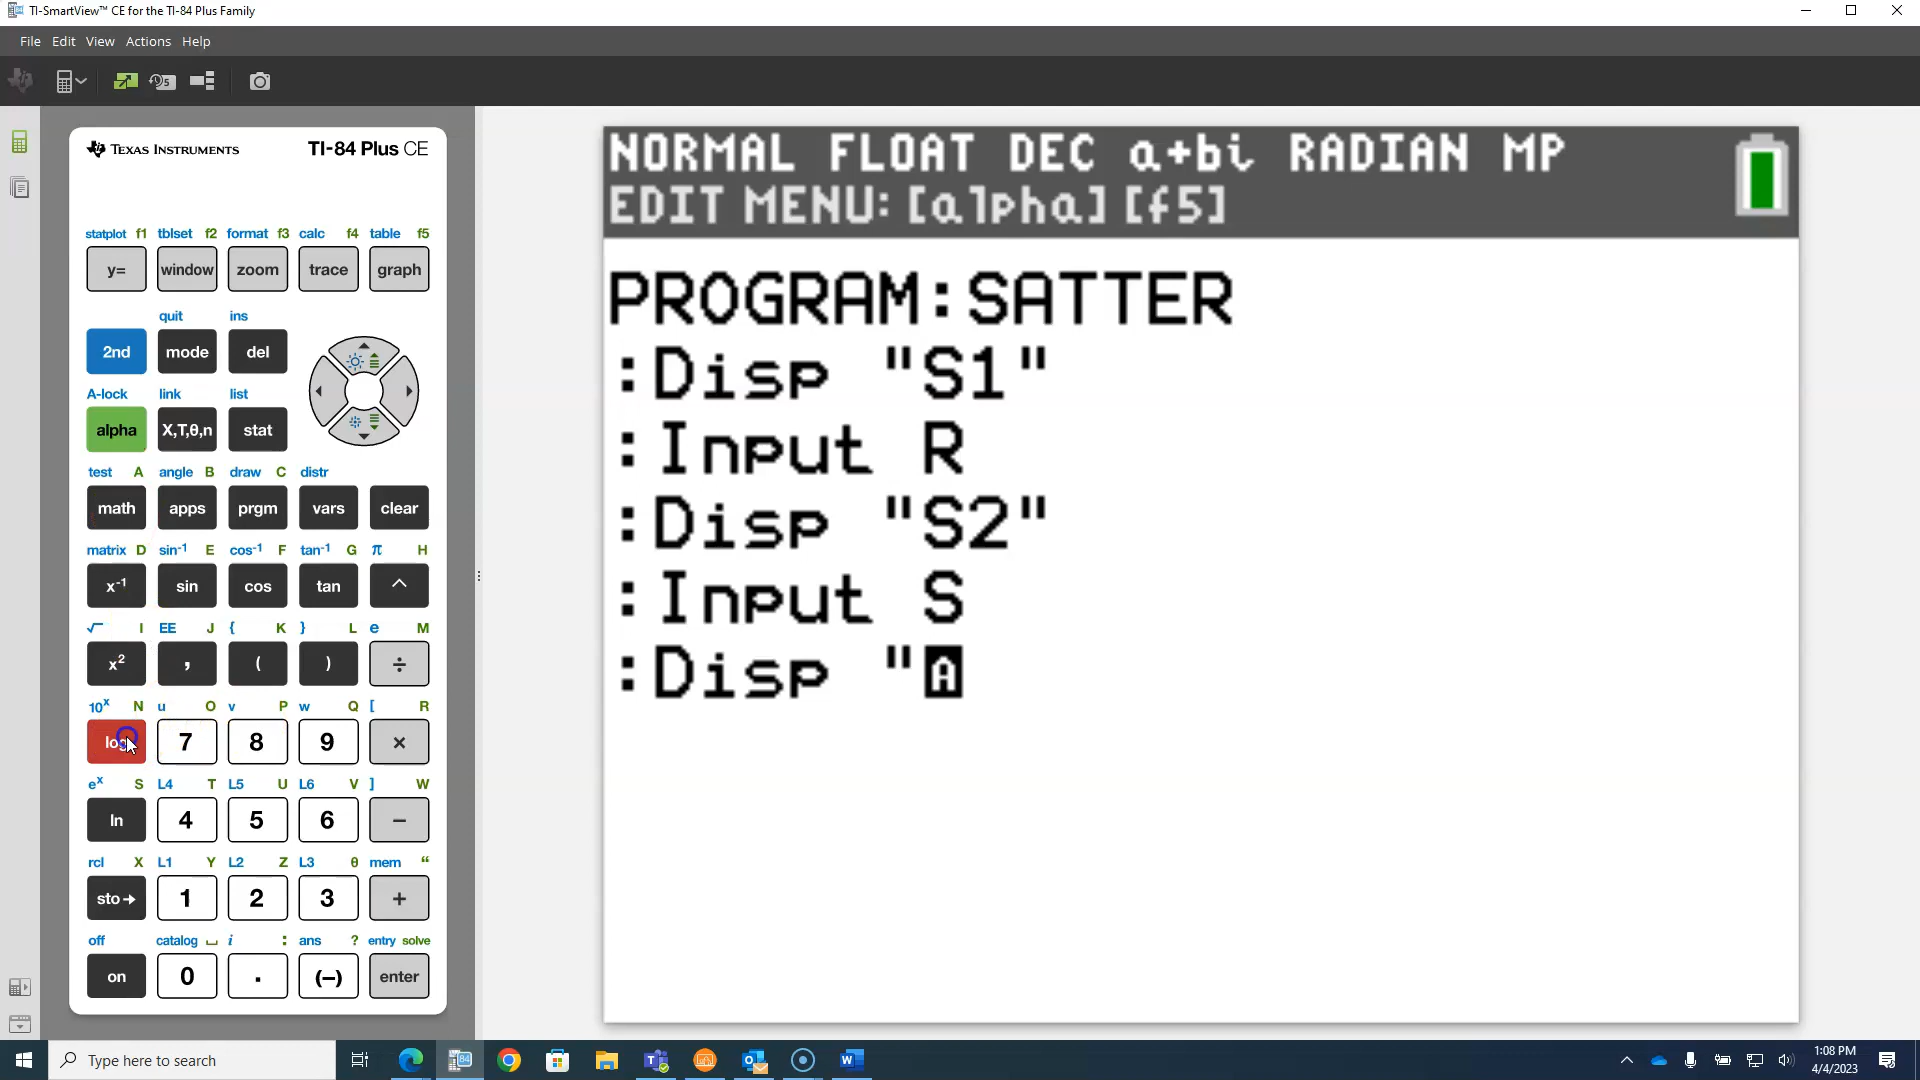 TI-SmartView™ CE for the TI-84 Plus Family
File Edit View Actions Help
TEXAS INSTRUMENTS TI-84 Plus CE
statplot f1 tblset f2 format f3 calc f4 table f5
y= window zoom trace graph
quit ins
2nd mode del
A-lock link list
alpha X,T,θ,n stat
test A angle B draw C distr
math apps prgm vars clear
matrix D sin⁻¹ E cos⁻¹ F tan⁻¹ G π H
x⁻¹ sin cos tan ^
√ I EE J { K } L e M
x² , ( ) ÷
10ˣ N u O v P w Q [ R
log 7 8 9 ×
eˣ S L4 T L5 U L6 V ] W
ln 4 5 6 −
rcl X L1 Y L2 Z L3 θ mem “
sto→ 1 2 3 +
off catalog ⎵ i : ans ? entry solve
on 0 . (−) enter
NORMAL FLOAT DEC a+bi RADIAN MP
EDIT MENU: [alpha] [f5]
PROGRAM:SATTER
:Disp "S1"
:Input R
:Disp "S2"
:Input S
:Disp "A
Type here to search
1:08 PM
4/4/2023